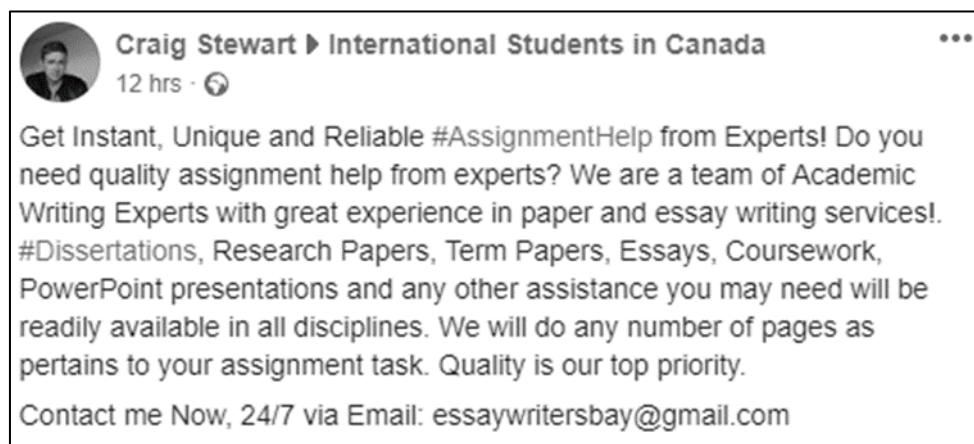 Craig Stewart ▶ International Students in Canada
12 hrs ·
Get Instant, Unique and Reliable #AssignmentHelp from Experts! Do you
need quality assignment help from experts? We are a team of Academic
Writing Experts with great experience in paper and essay writing services!.
#Dissertations, Research Papers, Term Papers, Essays, Coursework,
PowerPoint presentations and any other assistance you may need will be
readily available in all disciplines. We will do any number of pages as
pertains to your assignment task. Quality is our top priority.
Contact me Now, 24/7 via Email: essaywritersbay@gmail.com